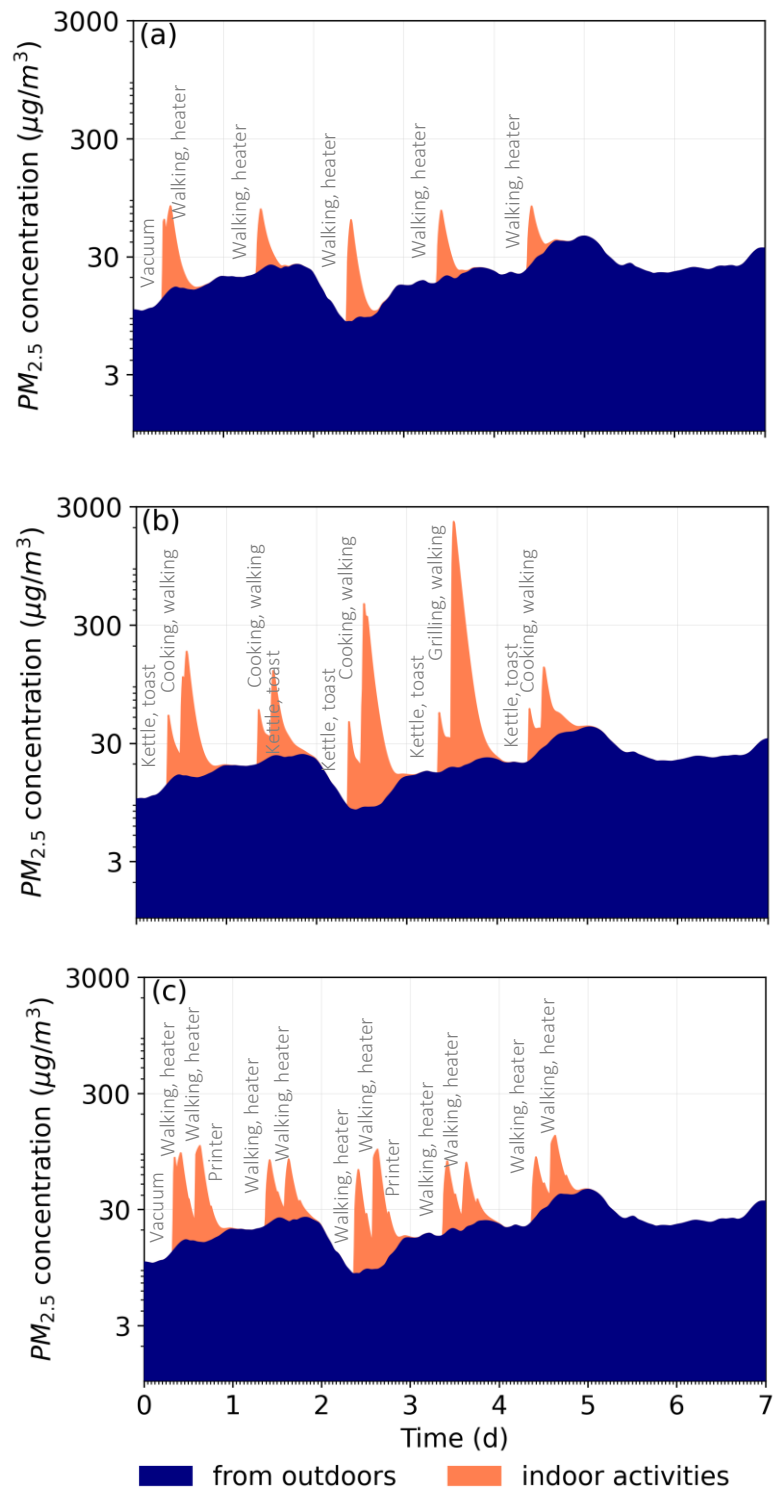 3000
(a)
Walking, heater
Walking, heater
Walking, heater
Walking, heater
Walking, heater
Vacuum
300
30
3
PM2.5 concentration (μg/m3)
3000
(b)
Kettle, toast
Cooking, walking
Cooking, walking
Kettle, toast
Kettle, toast
Cooking, walking
Kettle, toast
Grilling, walking
Kettle, toast
Cooking, walking
300
30
3
PM2.5 concentration (μg/m3)
3000
(c)
Vacuum
Walking, heater
Walking, heater
Printer
Walking, heater
Walking, heater
Walking, heater
Walking, heater
Printer
Walking, heater
Walking, heater
Walking, heater
Walking, heater
300
30
3
PM2.5 concentration (μg/m3)
0 1 2 3 4 5 6 7
Time (d)
from outdoors indoor activities